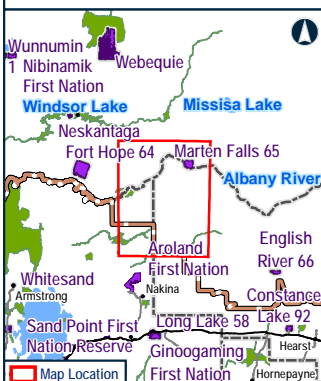 Wunnumin
1 Nibinamik
First Nation
Webequie
Windsor Lake
Missisa Lake
Neskantaga
Fort Hope 64
Marten Falls 65
Albany River
Aroland
First Nation
English
River 66
Whitesand
Armstrong
Nakina
Constance
Lake 92
Sand Point First
Nation Reserve
Long Lake 58
Hearst
Ginoogaming
First Nation
Hornepayne
Map Location